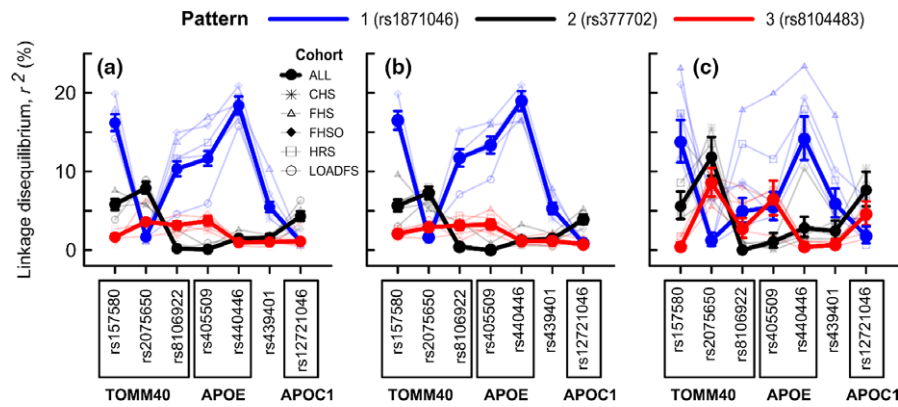 Pattern 1 (rs1871046) 2 (rs377702) 3 (rs8104483)
Linkage disequilibrium, r² (%)
20
10
0
(a) (b) (c)
Cohort
ALL
CHS
FHS
FHSO
HRS
LOADFS
rs157580 rs2075650 rs8106922 rs405509 rs440446 rs439401 rs12721046
rs157580 rs2075650 rs8106922 rs405509 rs440446 rs439401 rs12721046
rs157580 rs2075650 rs8106922 rs405509 rs440446 rs439401 rs12721046
TOMM40 APOE APOC1 TOMM40 APOE APOC1 TOMM40 APOE APOC1